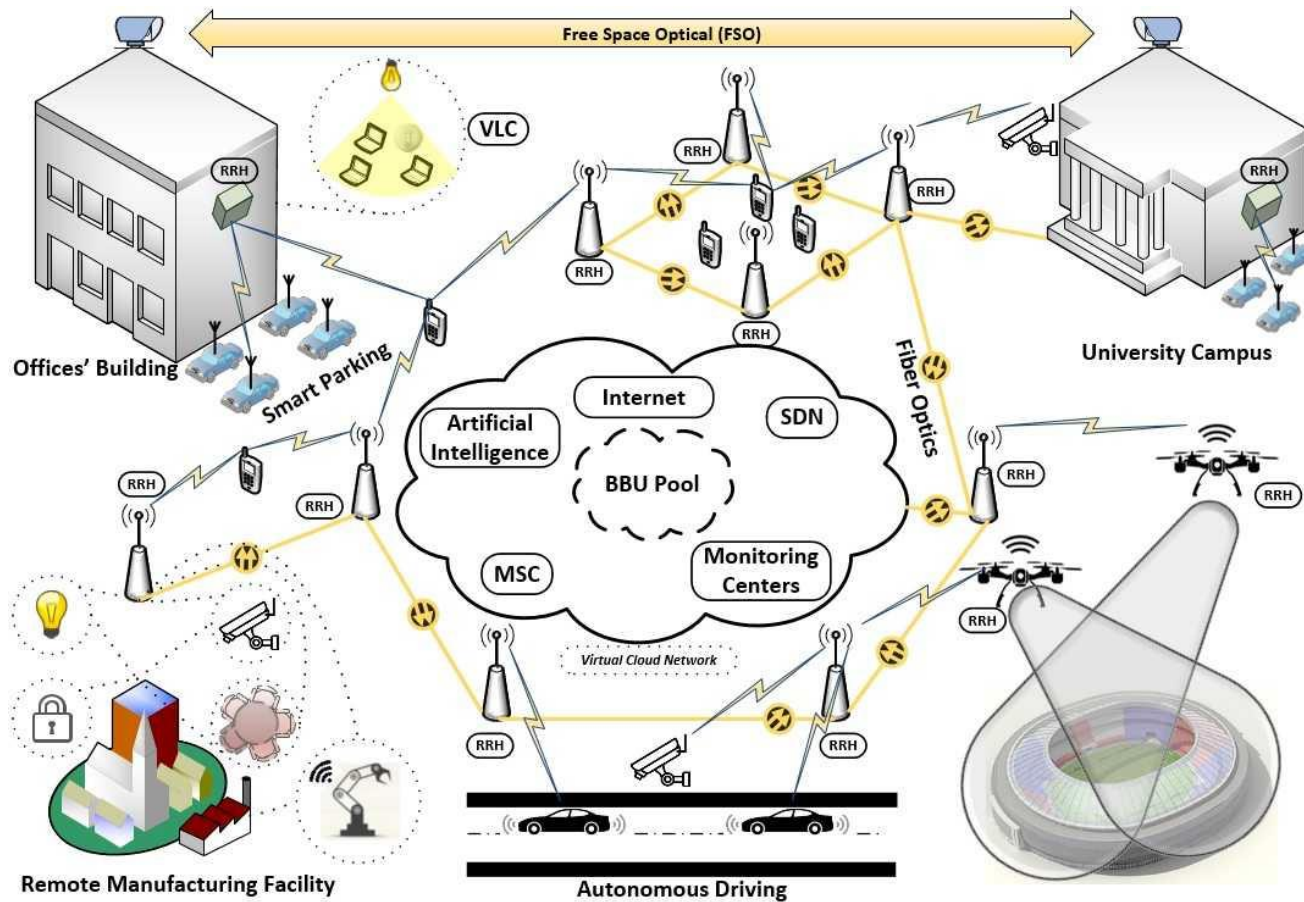 Free Space Optical (FSO)
VLC
RRH
RRH
RRH
RRH
RRH
RRH
Offices' Building
Smart Parking
University Campus
Fiber Optics
Internet
Artificial
Intelligence
SDN
BBU Pool
MSC
Monitoring
Centers
Virtual Cloud Network
RRH
RRH
RRH
RRH
RRH
RRH
RRH
Remote Manufacturing Facility
Autonomous Driving